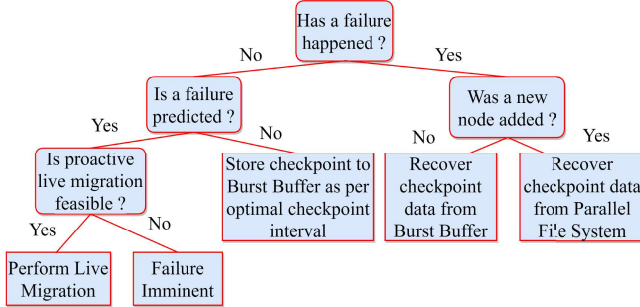 Has a failure
happened ?
No
Yes
Is a failure
predicted ?
Was a new
node added ?
Yes
No
No
Yes
Is proactive
live migration
feasible ?
Store checkpoint to
Burst Buffer as per
optimal checkpoint
interval
Recover
checkpoint
data from
Burst Buffer
Recover
checkpoint data
from Parallel
File System
Yes
No
Perform Live
Migration
Failure
Imminent